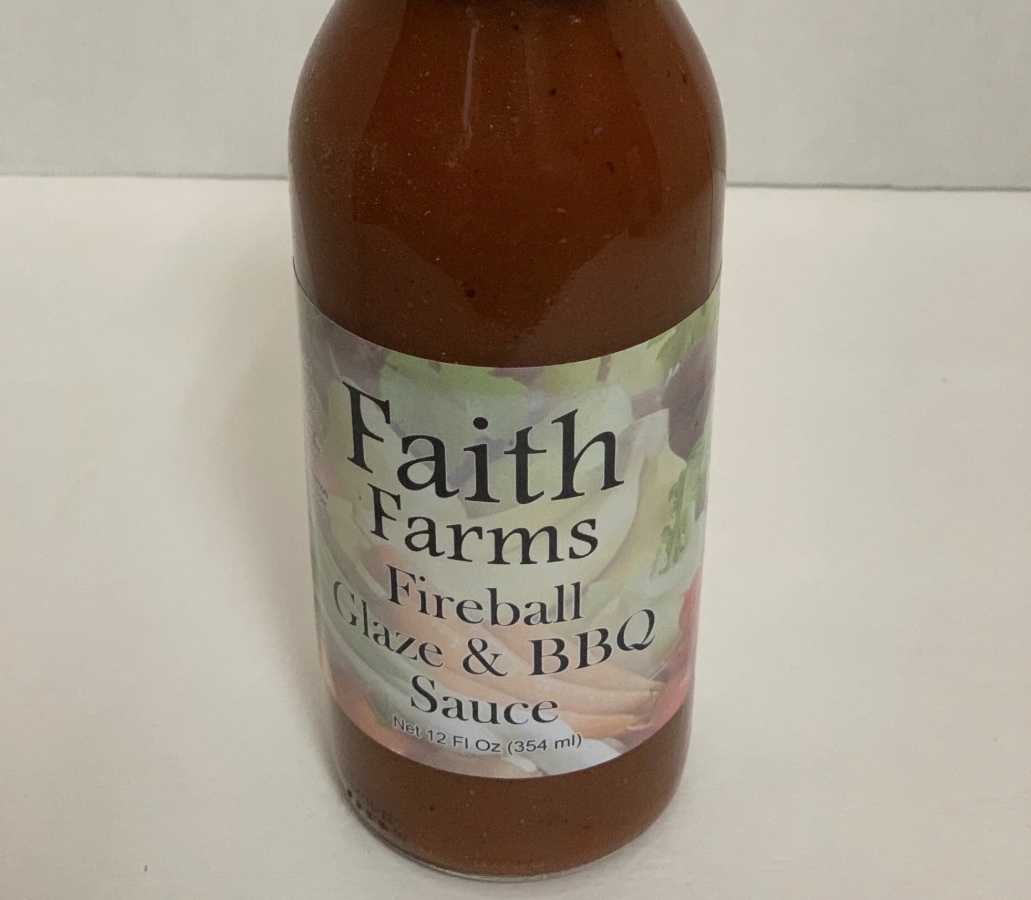 Faith
Farms
Fireball
Glaze & BBQ
Sauce
Net 12 Fl Oz (354 ml)